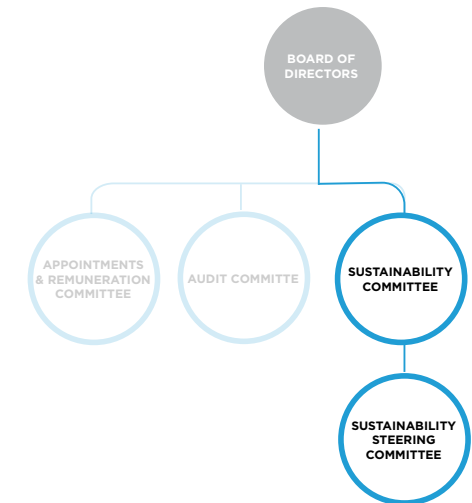 BOARD OF
DIRECTORS
APPOINTMENTS
& REMUNERATION
COMMITTEE
AUDIT COMMITTE
SUSTAINABILITY
COMMITTEE
SUSTAINABILITY
STEERING
COMMITTEE